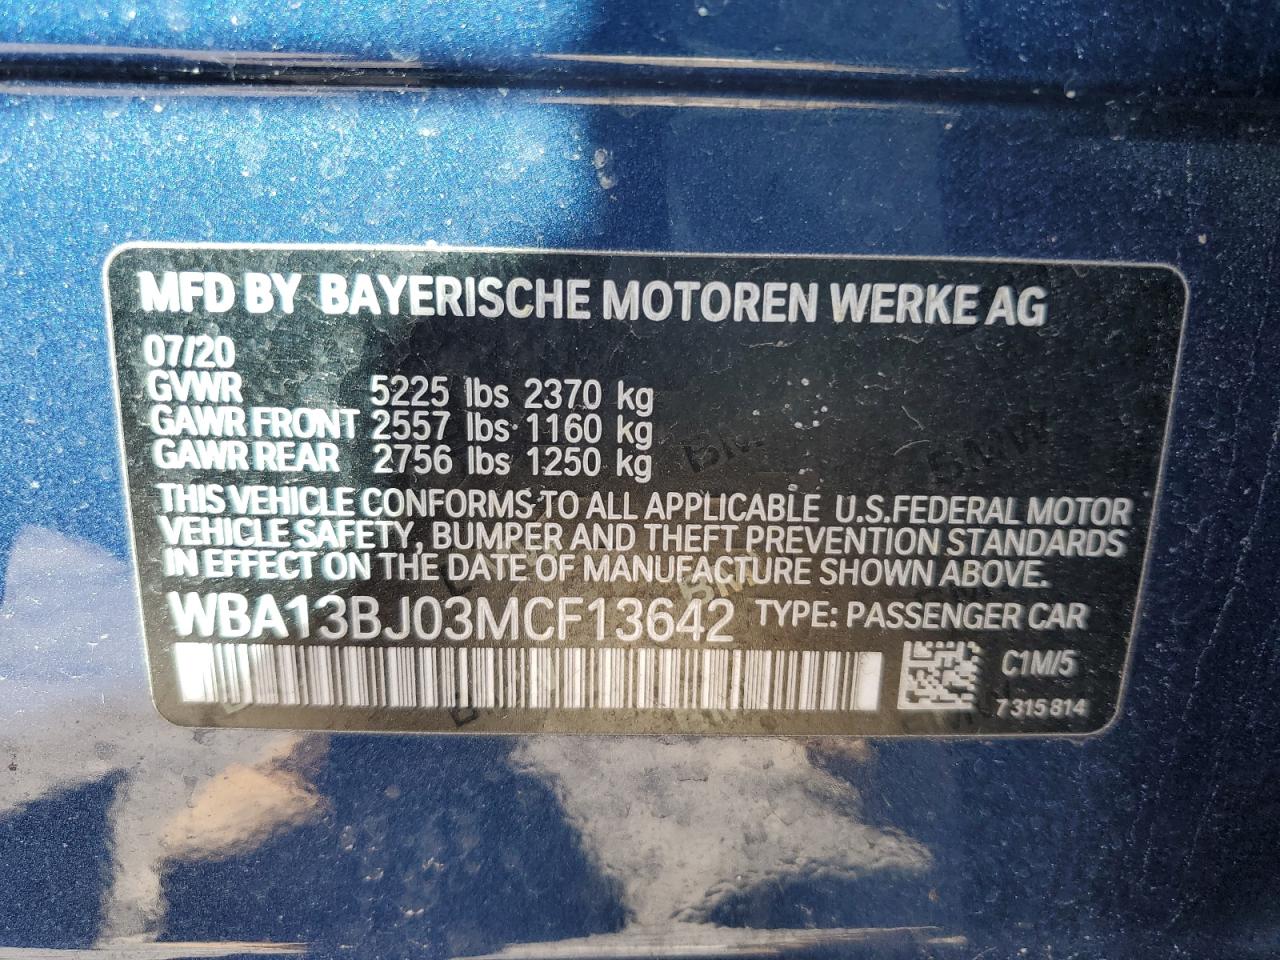 MFD BY BAYERISCHE MOTOREN WERKE AG
07/20
GVWR 5225 lbs 2370 kg
GAWR FRONT 2557 lbs 1160 kg
GAWR REAR 2756 lbs 1250 kg
THIS VEHICLE CONFORMS TO ALL APPLICABLE U.S.FEDERAL MOTOR
VEHICLE SAFETY, BUMPER AND THEFT PREVENTION STANDARDS
IN EFFECT ON THE DATE OF MANUFACTURE SHOWN ABOVE.
WBA13BJ03MCF13642 TYPE: PASSENGER CAR
C1M/5
7 315 814